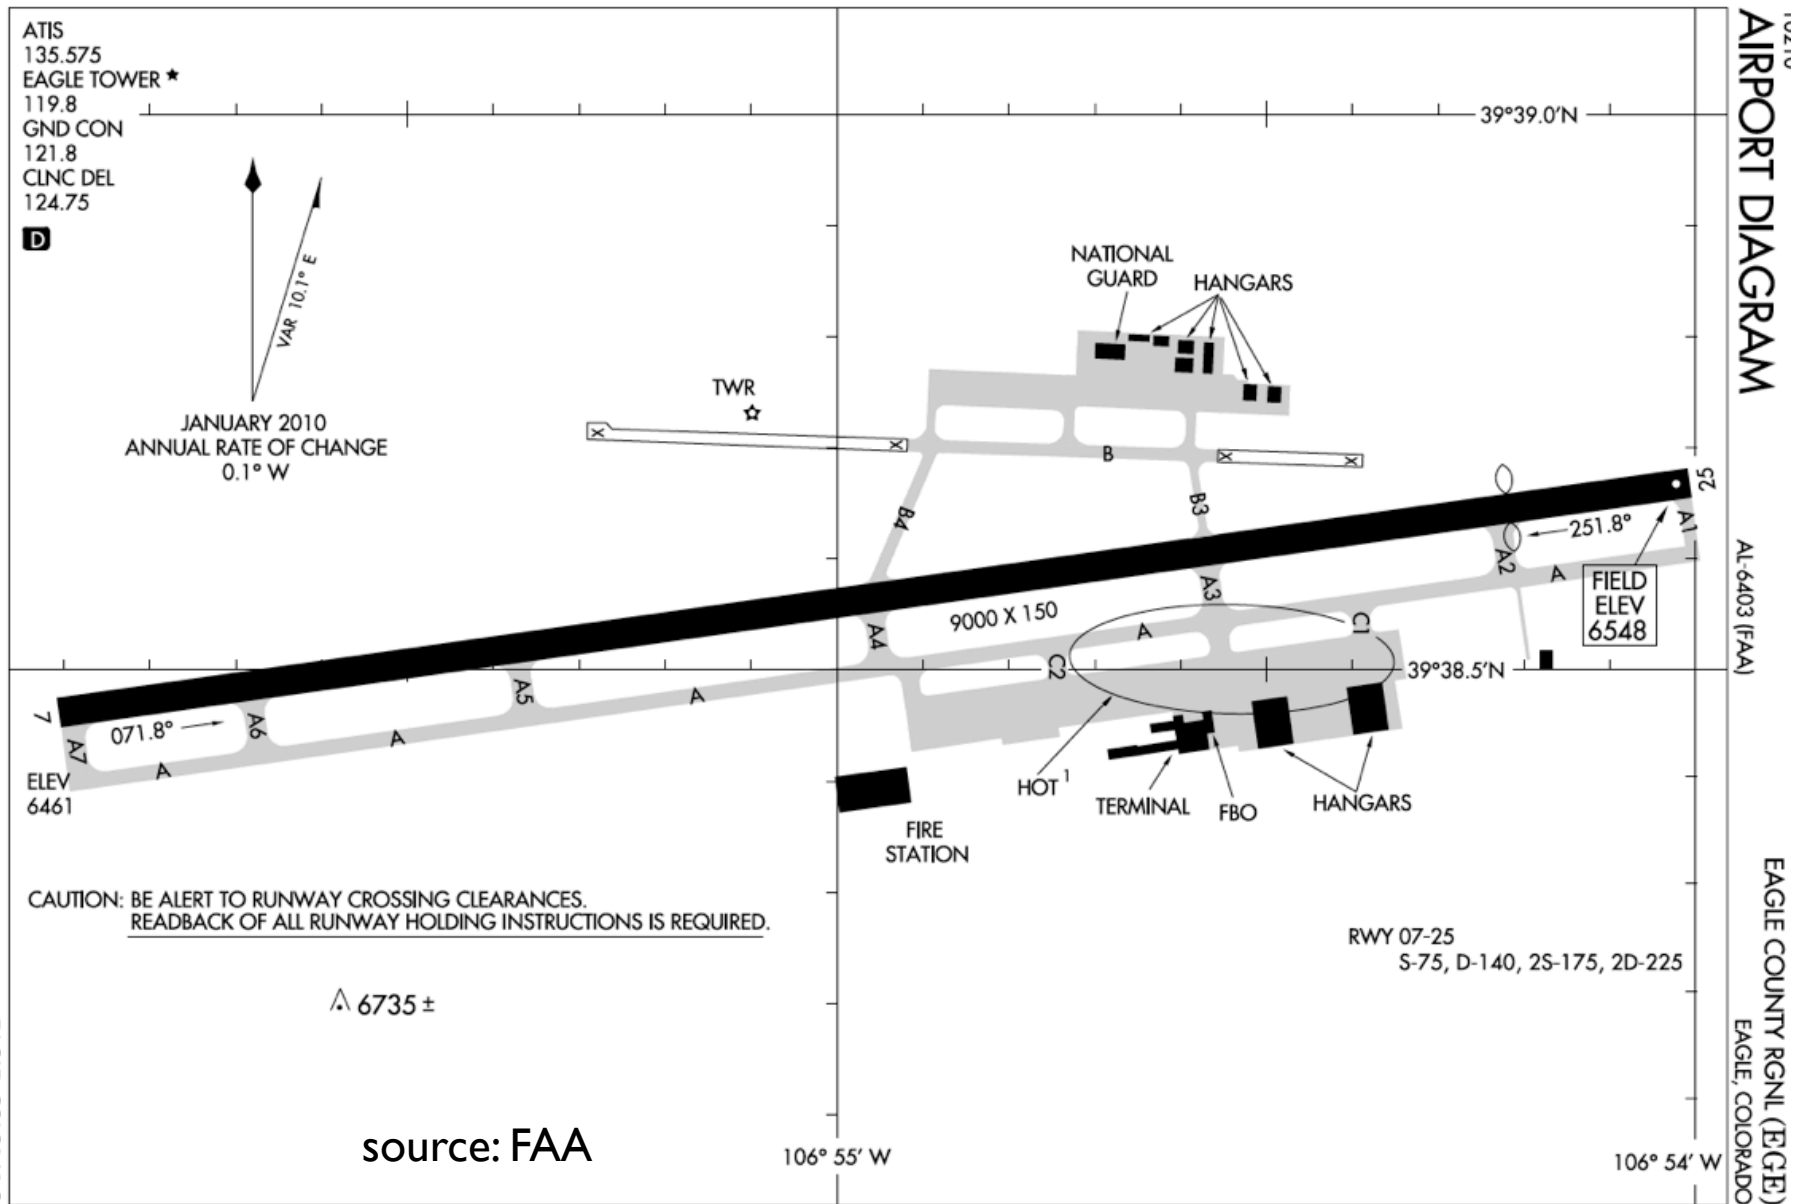 ATIS
135.575
EAGLE TOWER ★
119.8
GND CON
121.8
CLNC DEL
124.75
D
39°39.0'N
VAR 10.1° E
JANUARY 2010
ANNUAL RATE OF CHANGE
0.1° W
TWR
NATIONAL
GUARD
HANGARS
X
X
B
X
X
B4
B3
25
251.8°
A1
A2
A
FIELD
ELEV
6548
A3
9000 X 150
A4
A
C1
C2
39°38.5'N
A5
A
7
071.8°
A6
A
A7
A
ELEV
6461
HOT 1
TERMINAL
FBO
HANGARS
FIRE
STATION
CAUTION: BE ALERT TO RUNWAY CROSSING CLEARANCES.
READBACK OF ALL RUNWAY HOLDING INSTRUCTIONS IS REQUIRED.
6735 ±
RWY 07-25
S-75, D-140, 2S-175, 2D-225
source: FAA
106° 55' W
106° 54' W
AIRPORT DIAGRAM
AL-6403 (FAA)
EAGLE COUNTY RGNL (EGE)
EAGLE, COLORADO